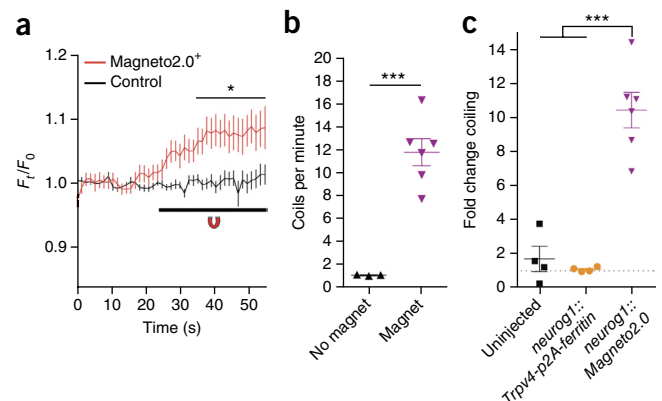 a
1.2
1.1
1.0
0.9
Ft/F0
Magneto2.0+
Control
*
0 10 20 30 40 50
Time (s)
b
20
18
16
14
12
10
8
6
4
2
0
Coils per minute
***
No magnet
Magnet
c
14
12
10
8
6
4
2
0
Fold change coiling
***
Uninjected
neurog1::
Trpv4-p2A-ferritin
neurog1::
Magneto2.0